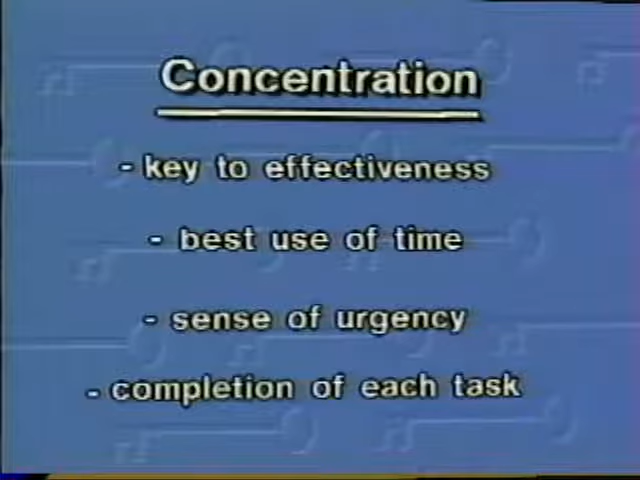 Concentration
- key to effectiveness
- best use of time
- sense of urgency
- completion of each task